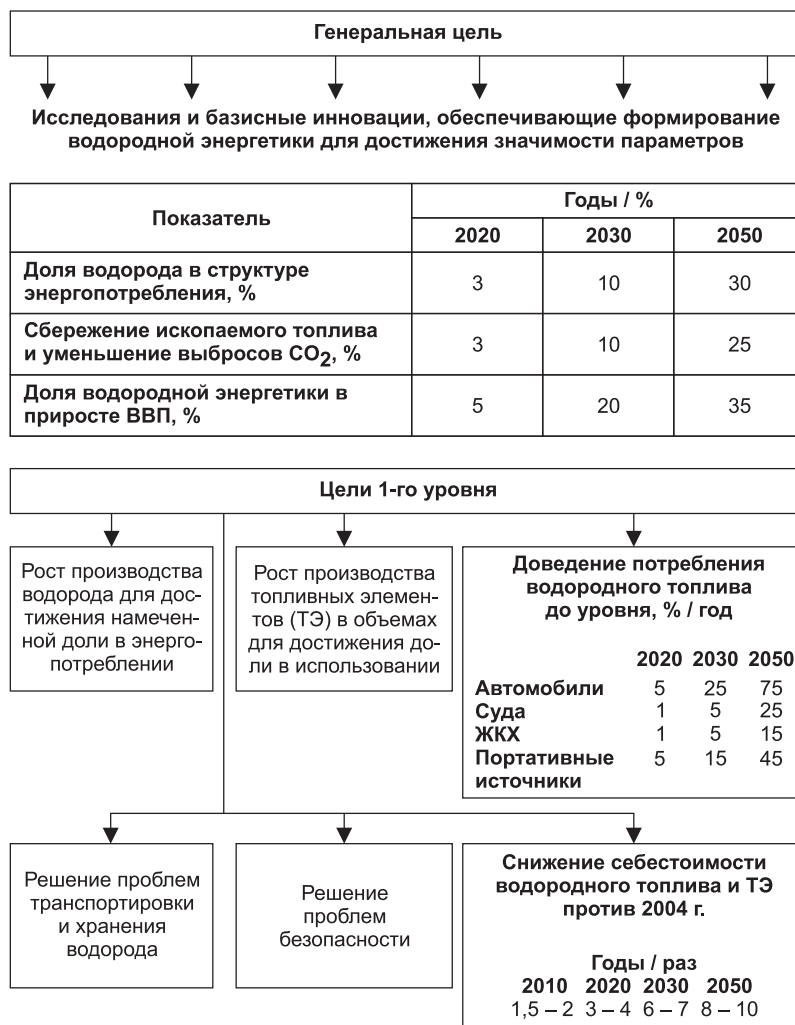 Генеральная цель
Исследования и базисные инновации, обеспечивающие формирование
водородной энергетики для достижения значимости параметров
Показатель
Годы / %
2020 2030 2050
Доля водорода в структуре
энергопотребления, %
3 10 30
Сбережение ископаемого топлива
и уменьшение выбросов CO2, %
3 10 25
Доля водородной энергетики в
приросте ВВП, %
5 20 35
Цели 1-го уровня
Рост производства
водорода для дос-
тижения намечен-
ной доли в энерго-
потреблении
Рост производства
топливных элемен-
тов (ТЭ) в объемах
для достижения до-
ли в использовании
Доведение потребления
водородного топлива
до уровня, % / год
2020 2030 2050
Автомобили 5 25 75
Суда 1 5 25
ЖКХ 1 5 15
Портативные 5 15 45
источники
Решение проблем
транспортировки
и хранения
водорода
Решение
проблем
безопасности
Снижение себестоимости
водородного топлива и ТЭ
против 2004 г.
Годы / раз
2010 2020 2030 2050
1,5 – 2 3 – 4 6 – 7 8 – 10